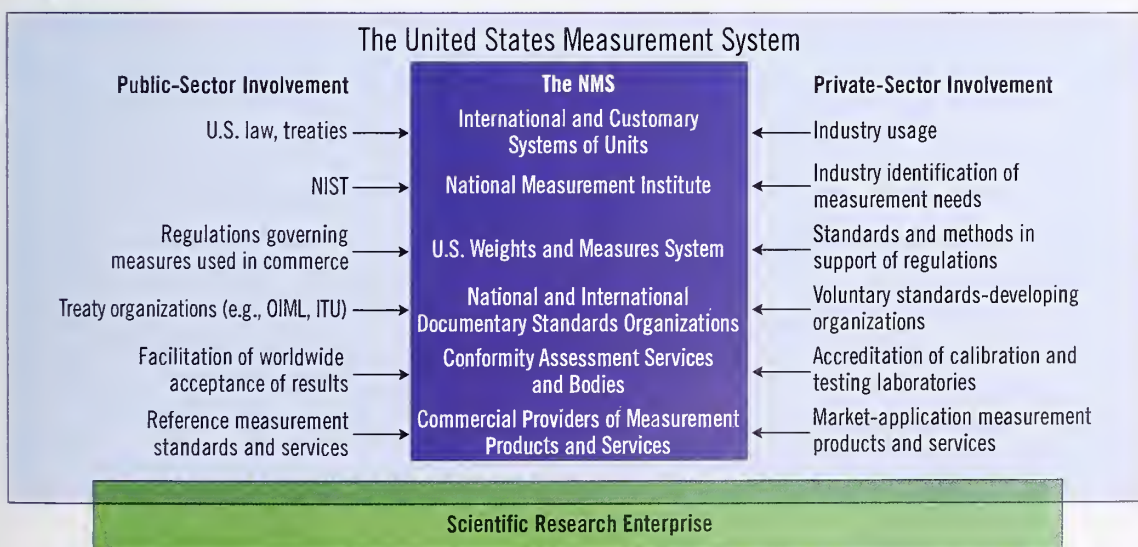 The United States Measurement System
Public-Sector Involvement
The NMS
Private-Sector Involvement
U.S. law, treaties
International and Customary
Systems of Units
Industry usage
NIST
National Measurement Institute
Industry identification of
measurement needs
Regulations governing
measures used in commerce
U.S. Weights and Measures System
Standards and methods in
support of regulations
Treaty organizations (e.g., OIML, ITU)
National and International
Documentary Standards Organizations
Voluntary standards-developing
organizations
Facilitation of worldwide
acceptance of results
Conformity Assessment Services
and Bodies
Accreditation of calibration and
testing laboratories
Reference measurement
standards and services
Commercial Providers of Measurement
Products and Services
Market-application measurement
products and services
Scientific Research Enterprise